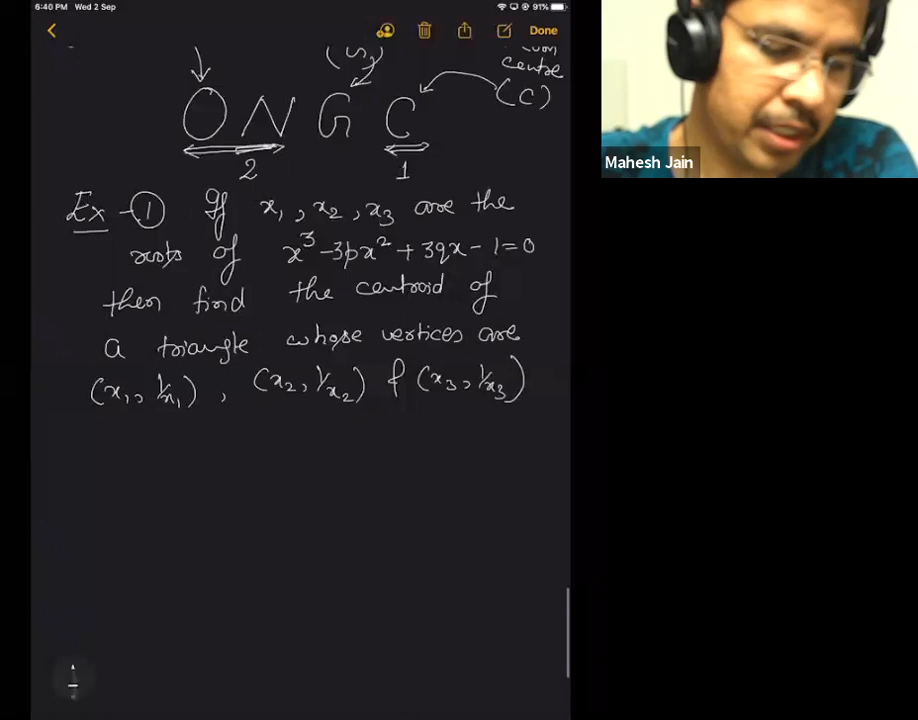 6:40 PM Wed 2 Sep
91%
Done
centre
(C)
O N G C
2 1
Ex - 1 If x₁, x₂, x₃ are the
roots of x³ - 3px² + 3qx - 1 = 0
then find the centroid of
a triangle whose vertices are
(x₁, 1/x₁), (x₂, 1/x₂) & (x₃, 1/x₃)
Mahesh Jain